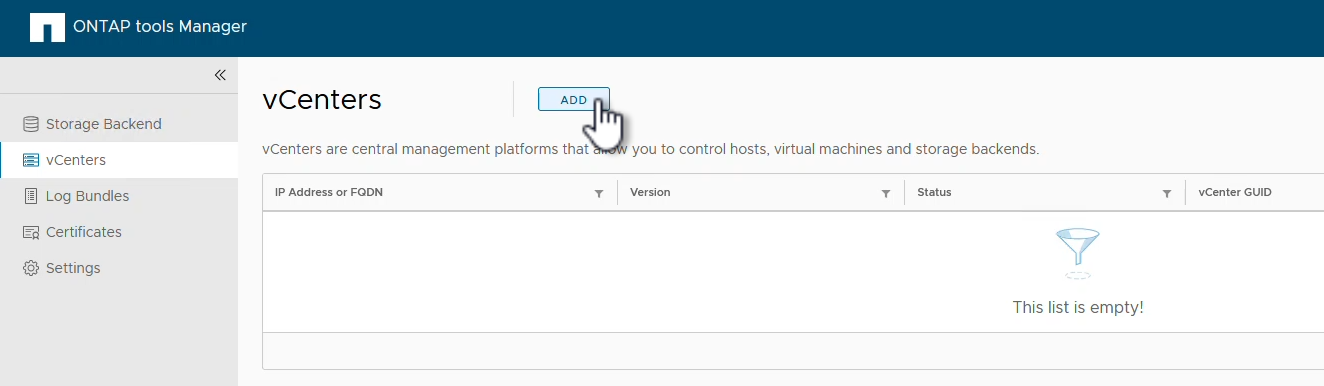 ONTAP tools Manager
Storage Backend
vCenters
Log Bundles
Certificates
Settings
vCenters
ADD
vCenters are central management platforms that allow you to control hosts, virtual machines and storage backends.
IP Address or FQDN Version Status vCenter GUID
This list is empty!